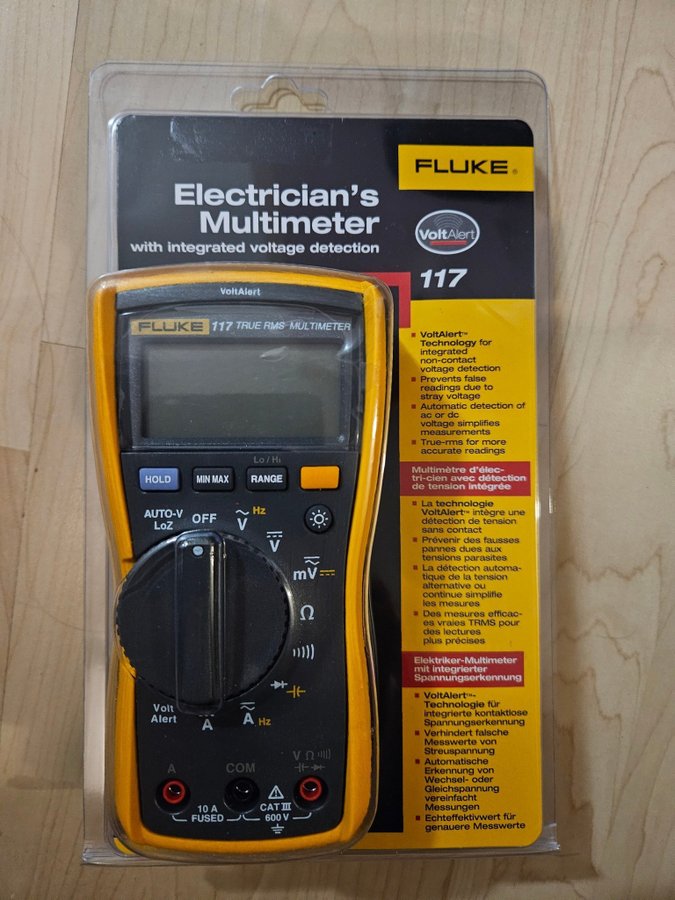 FLUKE®
Electrician's
Multimeter
with integrated voltage detection
VoltAlert
117
VoltAlert™
Technology for
integrated
non-contact
voltage detection
Prevents false
readings due to
stray voltage
Automatic detection of
ac or dc
voltage simplifies
measurements
True-rms for more
accurate readings
Multimètre d'élec-
tri-cien avec détection
de tension intégrée
La technologie
VoltAlert™ intègre une
détection de tension
sans contact
Prévenir des fausses
pannes dues aux
tensions parasites
La détection automa-
tique de la tension
alternative ou
continue simplifie
les mesures
Des mesures efficac-
es vraies TRMS pour
des lectures
plus précises
Elektriker-Multimeter
mit integrierter
Spannungserkennung
VoltAlert™-
Technologie für
integrierte kontaktlose
Spannungserkennung
Verhindert falsche
Messwerte von
Streuspannung
Automatische
Erkennung von
Wechsel- oder
Gleichspannung
vereinfacht
Messungen
Echteffektivwert für
genauere Messwerte
VoltAlert
FLUKE 117 TRUE RMS MULTIMETER
Lo / Hi
HOLD MIN MAX RANGE
AUTO-V
LoZ
OFF
V Hz
V
mV
Ω
Volt
Alert
A
A Hz
A COM V Ω
10 A
FUSED
CAT III
600 V